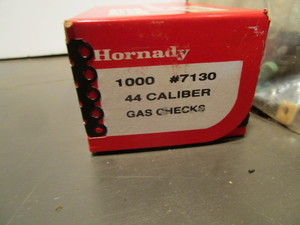 Hornady
1000 #7130
44 CALIBER
GAS CHECKS